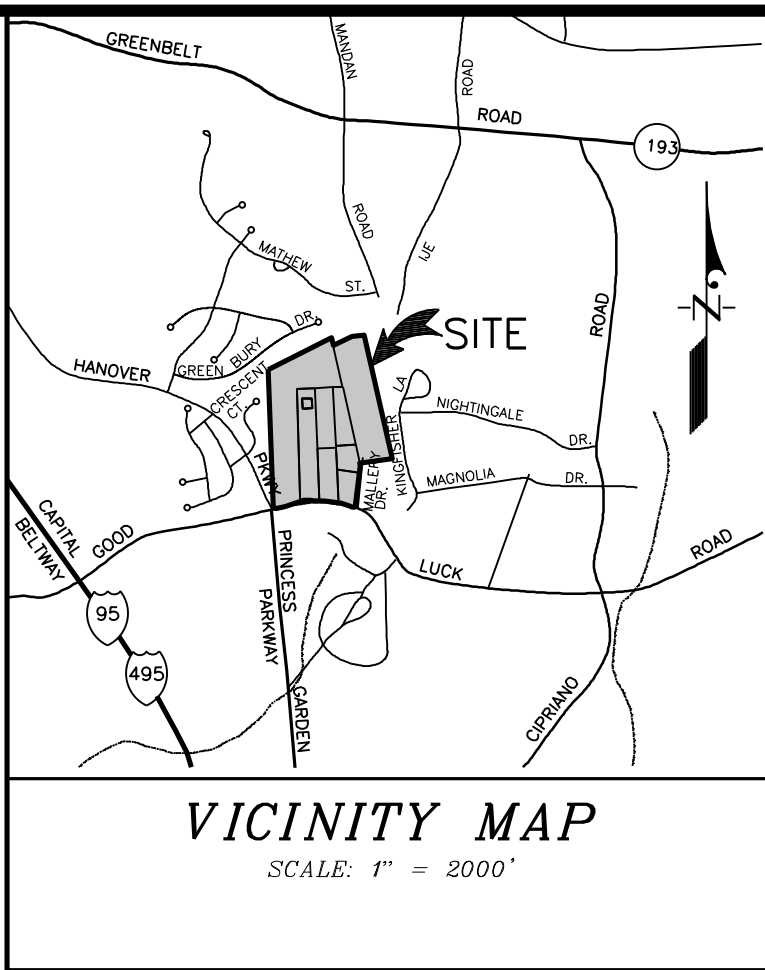 MANDAN
ROAD
GREENBELT
ROAD
193
ROAD
IJE
MATHEW
ST.
ROAD
N
SITE
DR.
BURY
GREEN
HANOVER
CRESCENT
CT.
PKWY
LA
KINGFISHER
NIGHTINGALE
DR.
MAGNOLIA
DR.
MALLERY
DR.
CAPITAL
BELTWAY
GOOD
LUCK
ROAD
PRINCESS
PARKWAY
GARDEN
95
495
CIPRIANO
VICINITY MAP
SCALE: 1" = 2000'